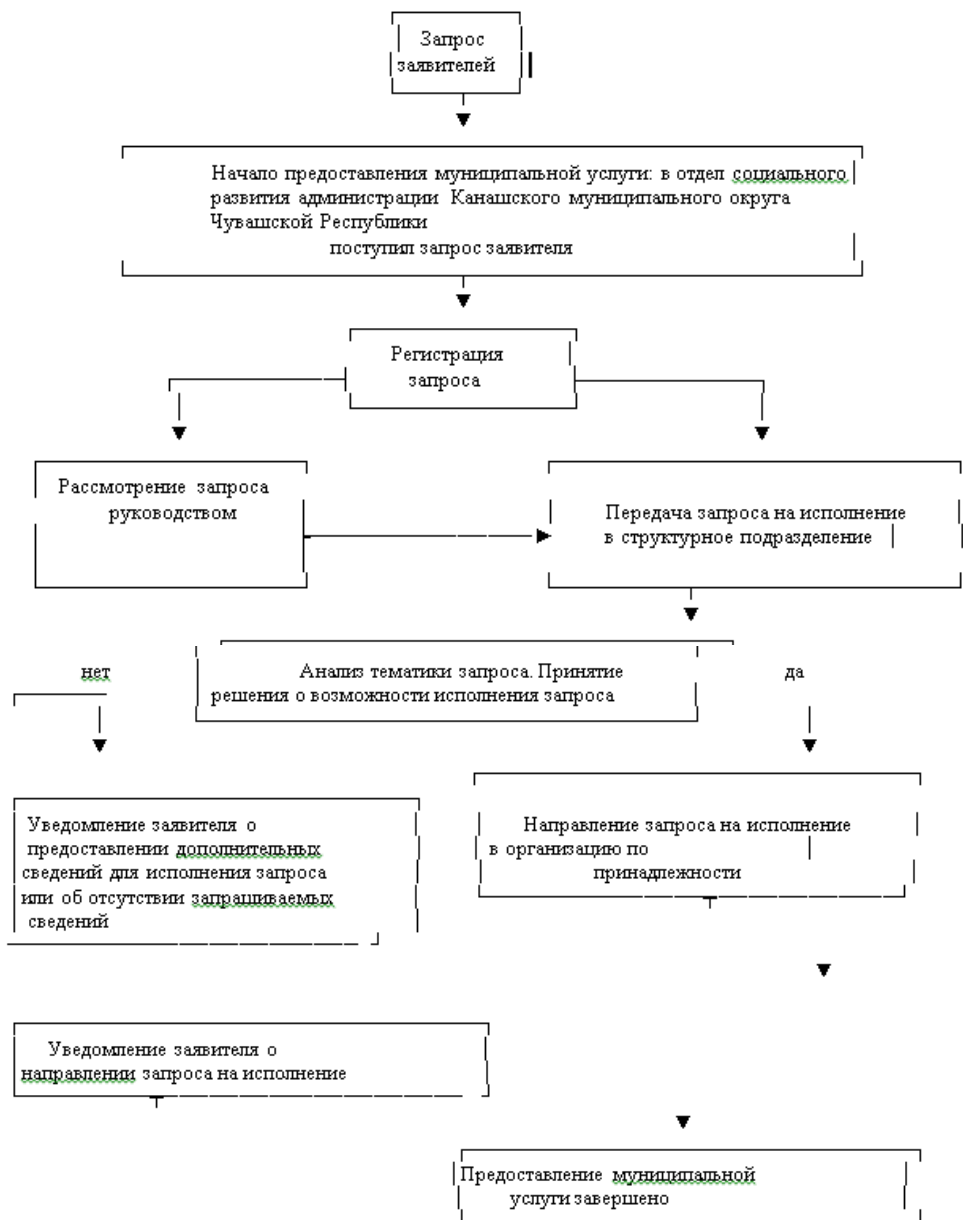 Запрос
заявителей
Начало предоставления муниципальной услуги: в отдел социального
развития администрации Канашского муниципального округа
Чувашской Республики
поступил запрос заявителя
Регистрация
запроса
Рассмотрение запроса
руководством
Передача запроса на исполнение
в структурное подразделение
нет
Анализ тематики запроса. Принятие
решения о возможности исполнения запроса
да
Уведомление заявителя о
предоставлении дополнительных
сведений для исполнения запроса
или об отсутствии запрашиваемых
сведений
Направление запроса на исполнение
в организацию по
принадлежности
Уведомление заявителя о
направлении запроса на исполнение
Предоставление муниципальной
услуги завершено